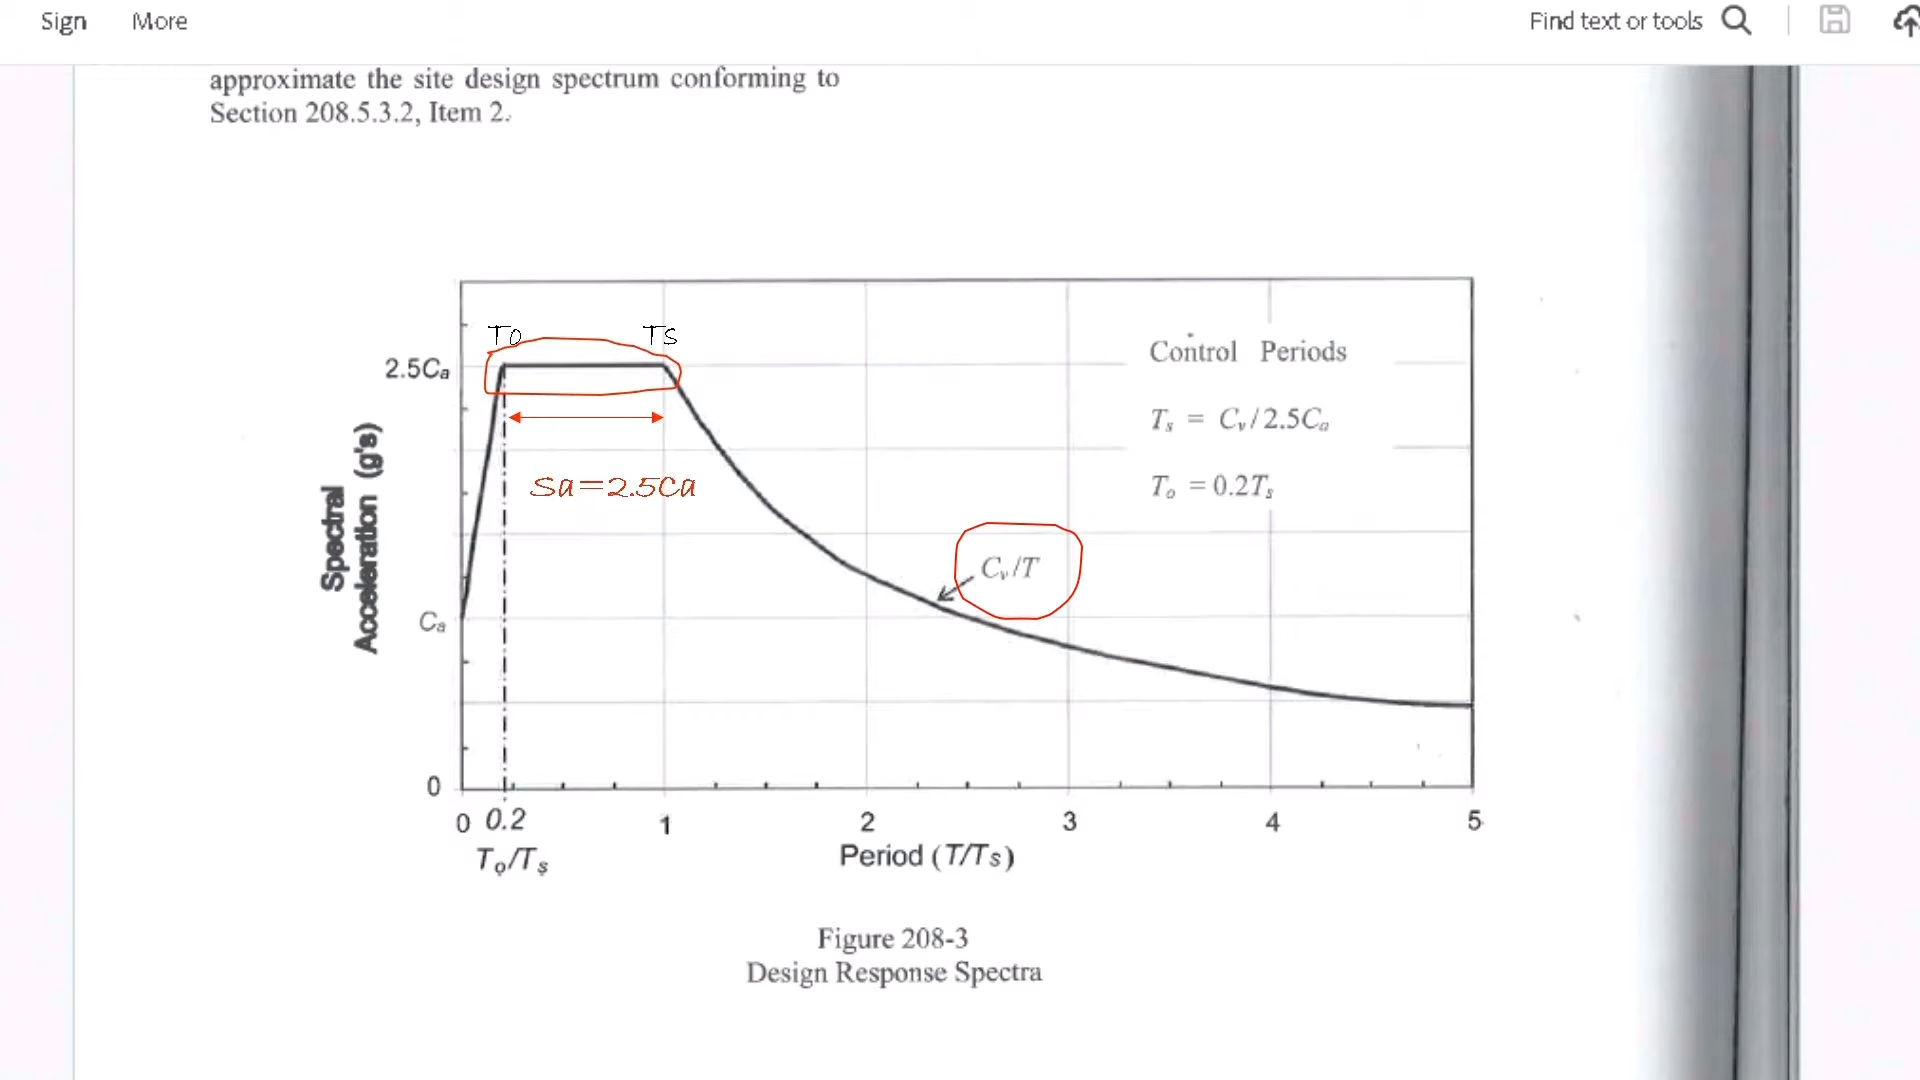 Sign More Find text or tools
approximate the site design spectrum conforming to
Section 208.5.3.2, Item 2.
To Ts
2.5Ca
Sa=2.5Ca
Control Periods
Ts = Cv/2.5Ca
To = 0.2Ts
Spectral
Acceleration (g's)
Cv/T
Ca
0
0 0.2 1 2 3 4 5
To/Ts Period (T/Ts)
Figure 208-3
Design Response Spectra